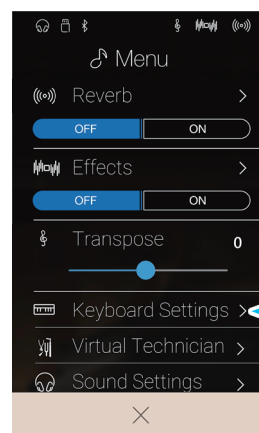 Menu
Reverb
OFF ON
Effects
OFF ON
Transpose 0
Keyboard Settings
Virtual Technician
Sound Settings